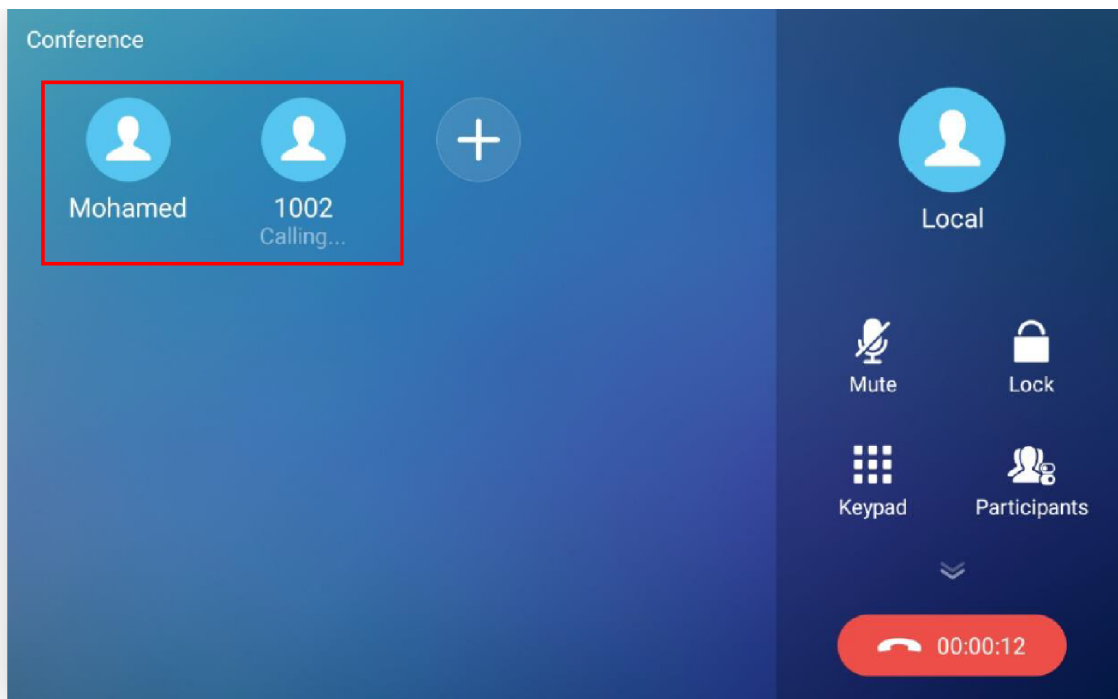 Conference
Mohamed
1002
Calling...
Local
Mute
Lock
Keypad
Participants
00:00:12